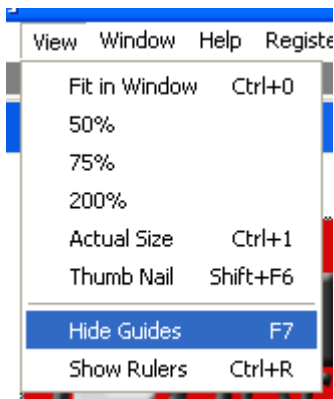 View Window Help Registe
Fit in Window Ctrl+0
50%
75%
200%
Actual Size Ctrl+1
Thumb Nail Shift+F6
Hide Guides F7
Show Rulers Ctrl+R